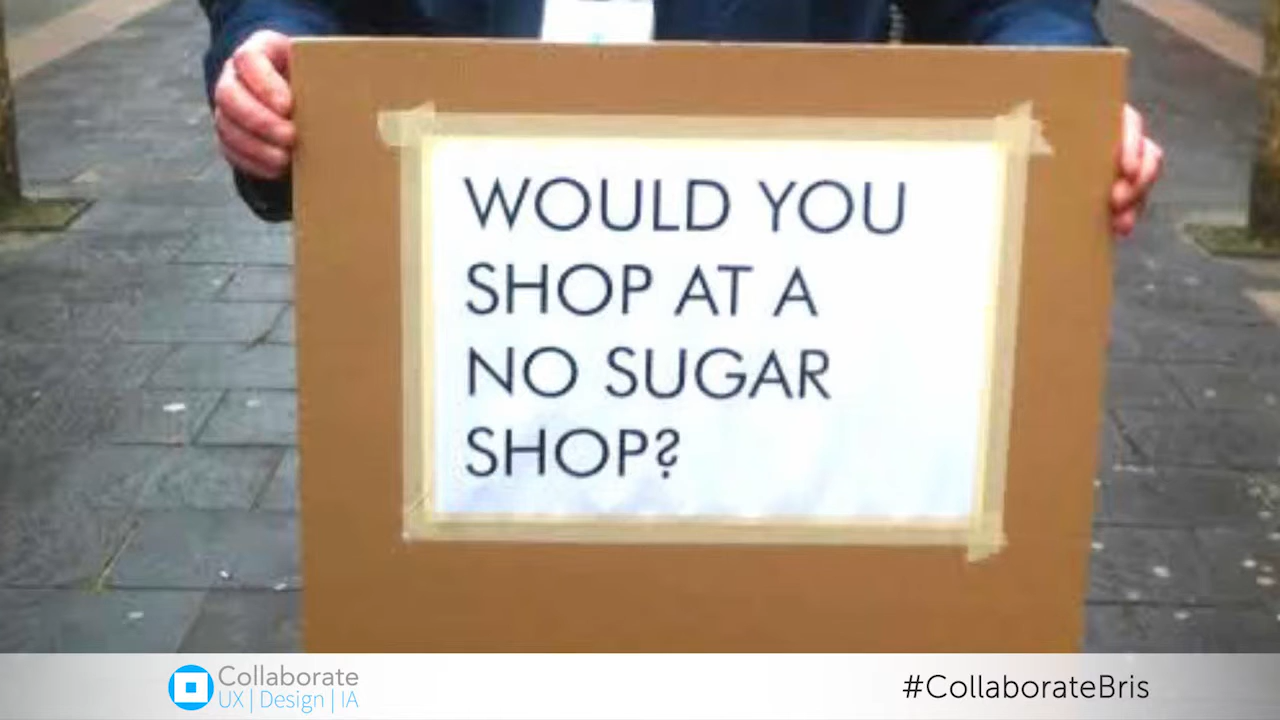 WOULD YOU
SHOP AT A
NO SUGAR
SHOP?
Collaborate
UX | Design | IA
#CollaborateBris